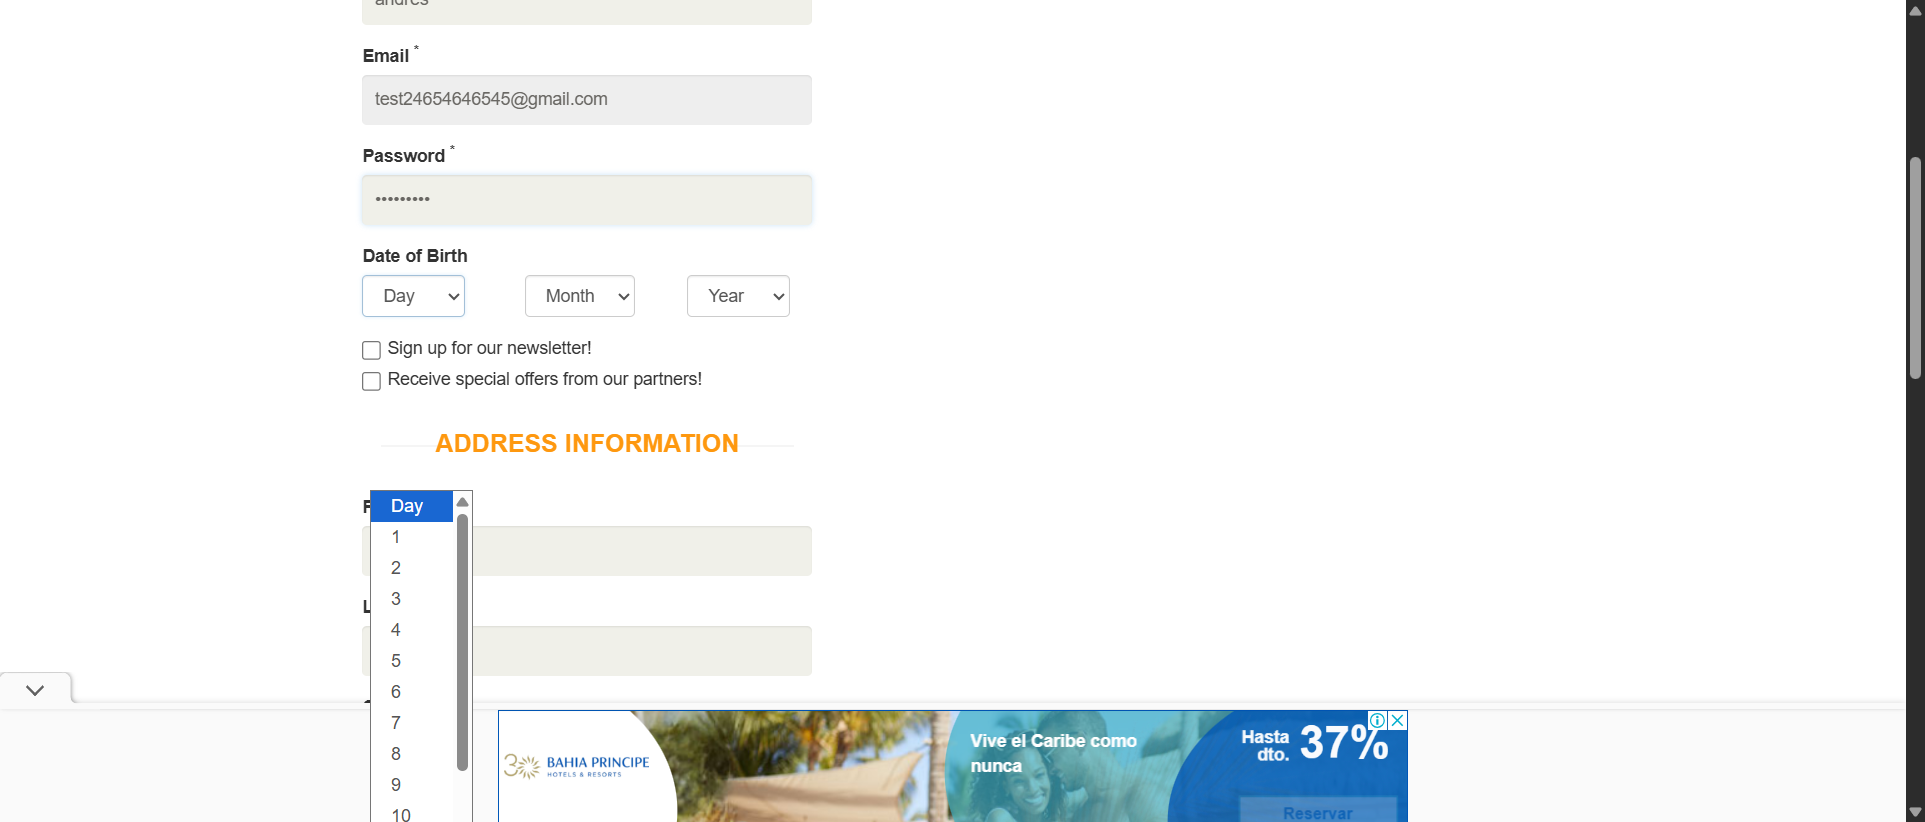 andres
Email *
test24654646545@gmail.com
Password *
•••••••••
Date of Birth
Day
Month
Year
Sign up for our newsletter!
Receive special offers from our partners!
ADDRESS INFORMATION
Day
1
2
3
4
5
6
7
8
9
10
30 BAHIA PRINCIPE
HOTELS & RESORTS
Vive el Caribe como
nunca
Hasta
dto.
37%
Reservar